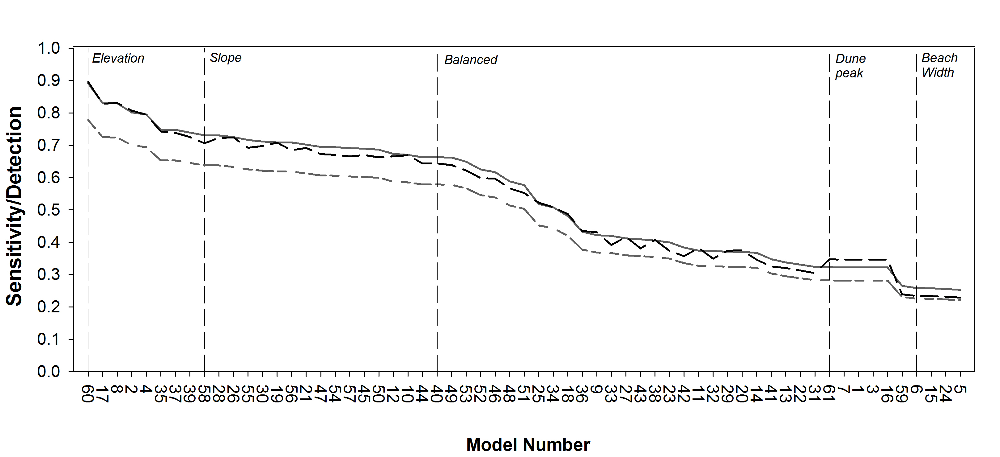 Sensitivity/Detection
1.0
0.9
0.8
0.7
0.6
0.5
0.4
0.3
0.2
0.1
0.0
Elevation
Slope
Balanced
Dune
peak
Beach
Width
60 17 8 2 4 35 37 39 58 28 26 55 30 19 56 21 47 54 57 45 50 12 10 44 40 49 53 52 46 48 51 25 34 18 36 9 33 27 43 38 23 42 11 32 29 20 14 41 13 22 31 61 7 1 3 16 59 6 15 24 5
Model Number